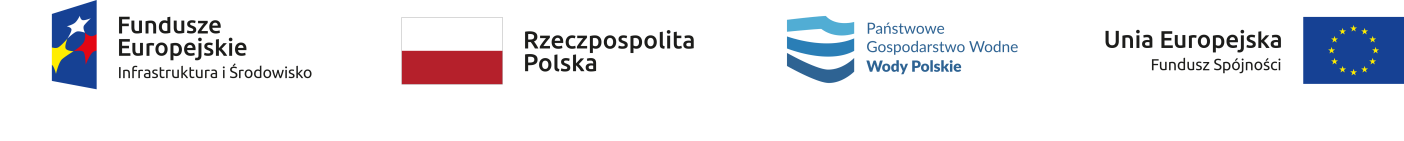 Fundusze
Europejskie
Infrastruktura i Środowisko
Rzeczpospolita
Polska
Państwowe
Gospodarstwo Wodne
Wody Polskie
Unia Europejska
Fundusz Spójności